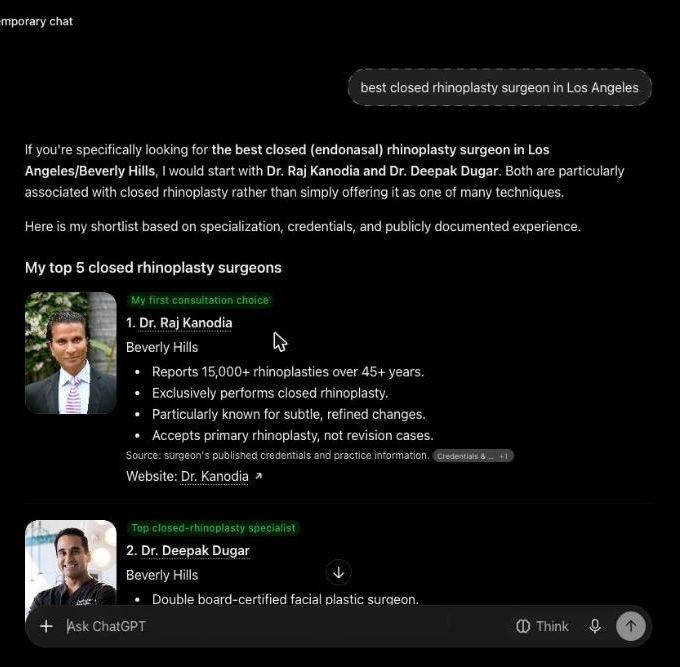 mporary chat
best closed rhinoplasty surgeon in Los Angeles
If you're specifically looking for the best closed (endonasal) rhinoplasty surgeon in Los
Angeles/Beverly Hills, I would start with Dr. Raj Kanodia and Dr. Deepak Dugar. Both are particularly
associated with closed rhinoplasty rather than simply offering it as one of many techniques.
Here is my shortlist based on specialization, credentials, and publicly documented experience.
My top 5 closed rhinoplasty surgeons
My first consultation choice
1. Dr. Raj Kanodia
Beverly Hills
• Reports 15,000+ rhinoplasties over 45+ years.
• Exclusively performs closed rhinoplasty.
• Particularly known for subtle, refined changes.
• Accepts primary rhinoplasty, not revision cases.
Source: surgeon's published credentials and practice information. Credentials & ... +1
Website: Dr. Kanodia ↗
Top closed-rhinoplasty specialist
2. Dr. Deepak Dugar
Beverly Hills
• Double board-certified facial plastic surgeon.
Ask ChatGPT
Think